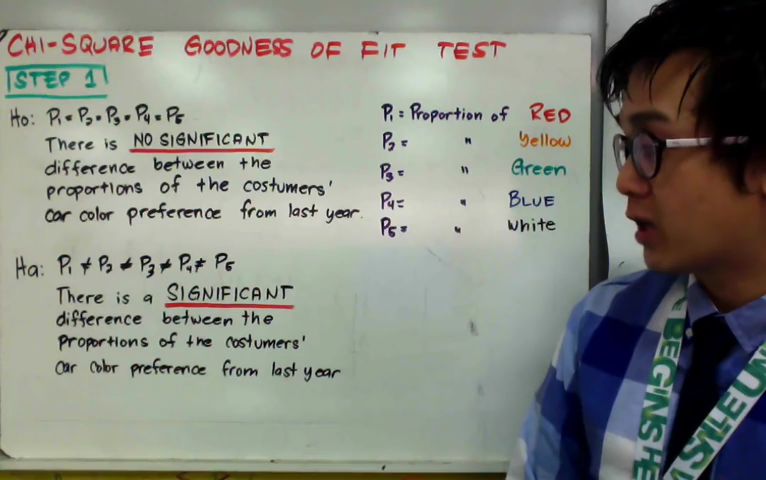 CHI-SQUARE GOODNESS OF FIT TEST
STEP 1
Ho: P1 = P2 = P3 = P4 = P5
There is NO SIGNIFICANT
difference between the
proportions of the costumers'
car color preference from last year.
Ha: P1 ≠ P2 ≠ P3 ≠ P4 ≠ P5
There is a SIGNIFICANT
difference between the
Proportions of the costumers'
car color preference from last year
P1 = Proportion of RED
P2 = " Yellow
P3 = " Green
P4 = " BLUE
P5 = " White
BEGINS HE